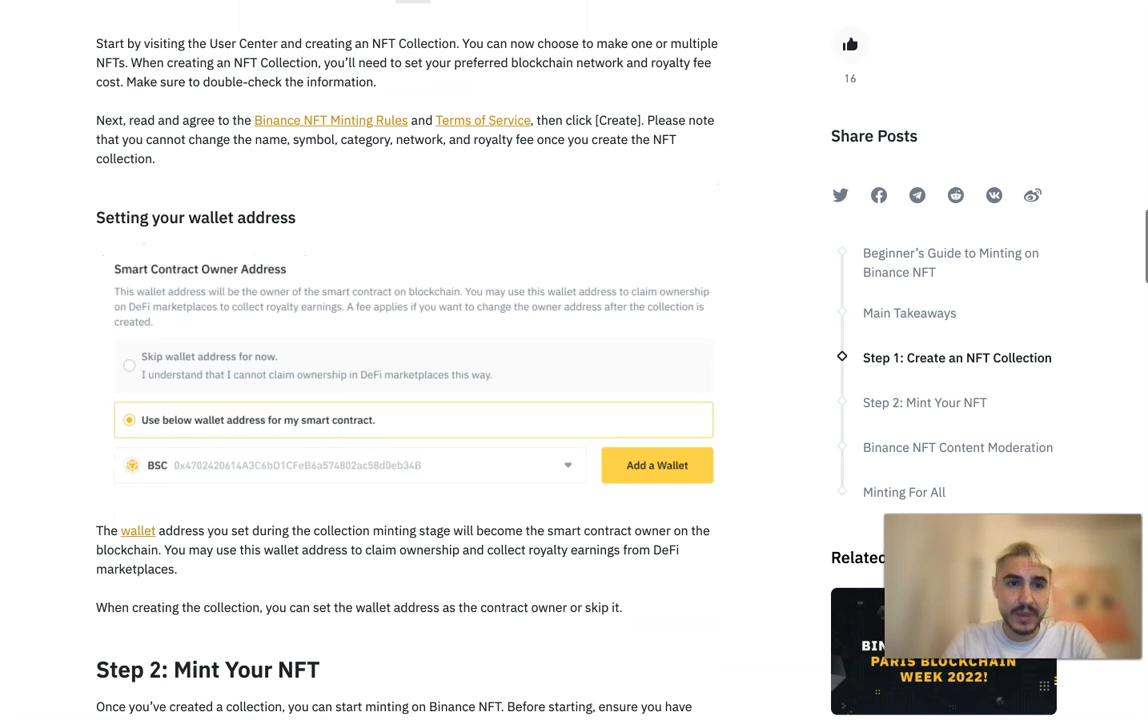 Start by visiting the User Center and creating an NFT Collection. You can now choose to make one or multiple
NFTs. When creating an NFT Collection, you'll need to set your preferred blockchain network and royalty fee
cost. Make sure to double-check the information.
Next, read and agree to the Binance NFT Minting Rules and Terms of Service, then click [Create]. Please note
that you cannot change the name, symbol, category, network, and royalty fee once you create the NFT
collection.
Setting your wallet address
Smart Contract Owner Address
This wallet address will be the owner of the smart contract on blockchain. You may use this wallet address to claim ownership
on DeFi marketplaces to collect royalty earnings. A fee applies if you want to change the owner address after the collection is
created.
Skip wallet address for now.
I understand that I cannot claim ownership in DeFi marketplaces this way.
Use below wallet address for my smart contract.
BSC 0x4702420614A3C6bD1CFeB6a574802ac58d0eb34B
Add a Wallet
The wallet address you set during the collection minting stage will become the smart contract owner on the
blockchain. You may use this wallet address to claim ownership and collect royalty earnings from DeFi
marketplaces.
When creating the collection, you can set the wallet address as the contract owner or skip it.
Step 2: Mint Your NFT
Once you've created a collection, you can start minting on Binance NFT. Before starting, ensure you have
16
Share Posts
Beginner's Guide to Minting on
Binance NFT
Main Takeaways
Step 1: Create an NFT Collection
Step 2: Mint Your NFT
Binance NFT Content Moderation
Minting For All
Related
BIN
PARIS BLOCKCHAIN
WEEK 2022!